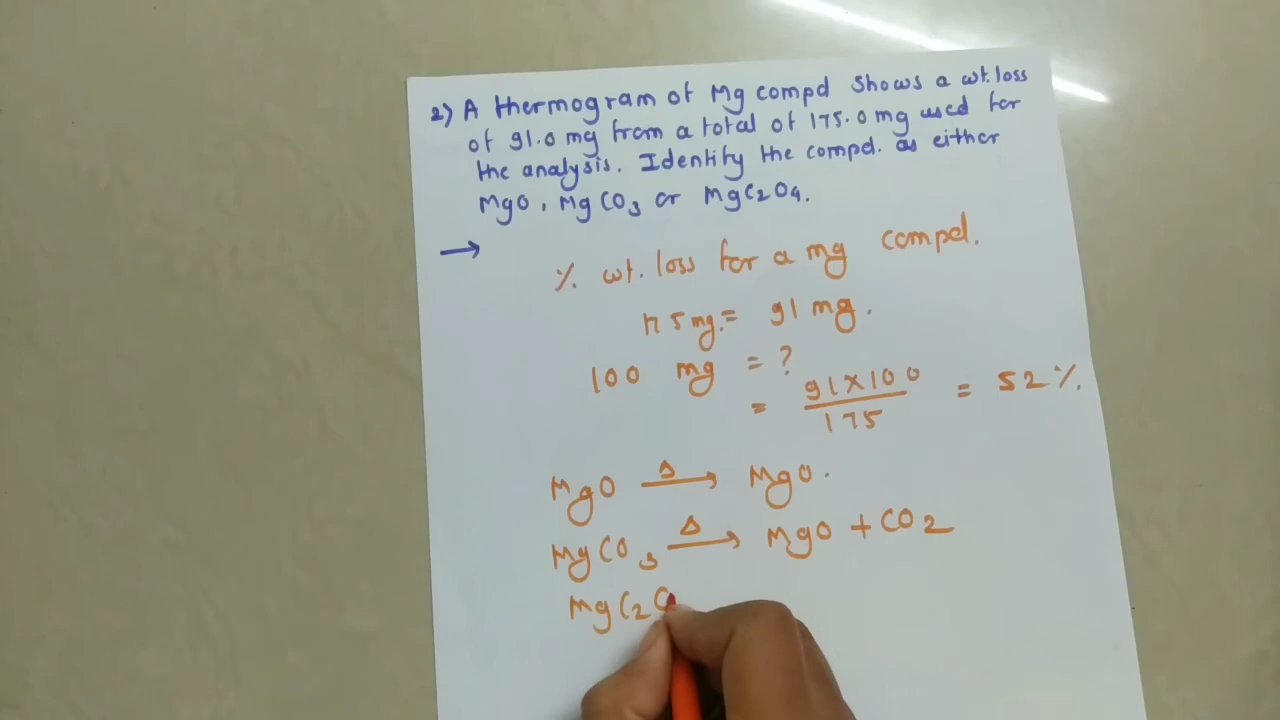 2) A thermogram of Mg compd shows a wt. loss
of 91.0 mg from a total of 175.0 mg used for
the analysis. Identify the compd. as either
MgO, MgCO3 or MgC2O4.
→
% wt. loss for a mg compd.
175 mg. = 91 mg.
100 mg = ?
= 91 X 100 / 175 = 52 %.
MgO Δ→ MgO.
MgCO3 Δ→ MgO + CO2
MgC2O